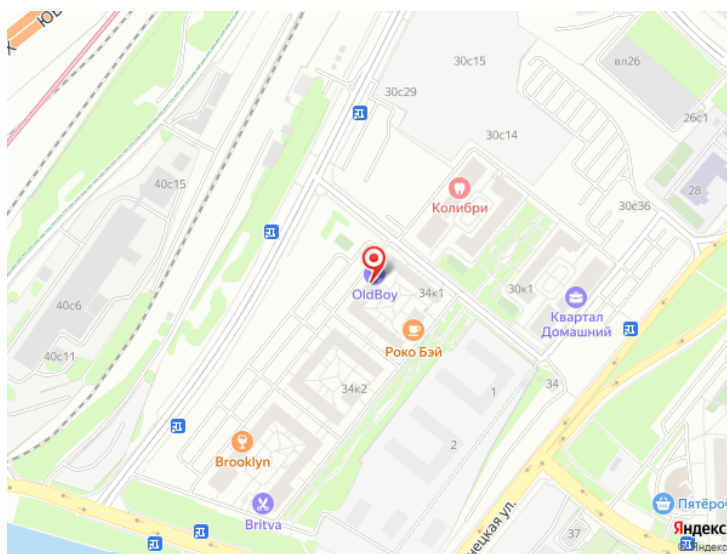 30с15
вл26
30с29
26с1
30с14
40с15
Колибри
28
30с36
OldBoy
34к1
30к1
Квартал
Домашний
40с6
Роко Бэй
40с11
34к2
34
1
2
Brooklyn
Britva
нецкая ул.
37
Пятёроч
Яндекс
© Яндекс